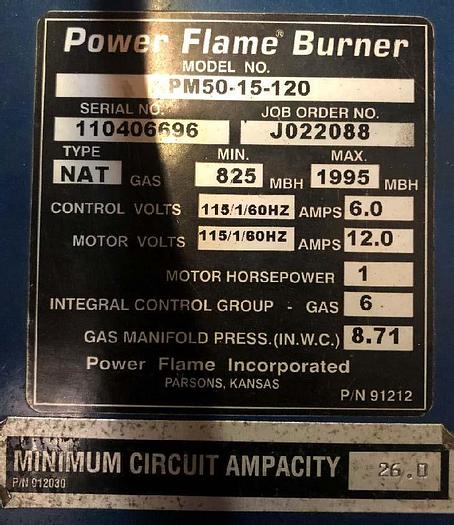 Power Flame® Burner
MODEL NO.
PM50-15-120
SERIAL NO. JOB ORDER NO.
110406696 J022088
TYPE MIN. MAX.
NAT GAS 825 MBH 1995 MBH
CONTROL VOLTS 115/1/60HZ AMPS 6.0
MOTOR VOLTS 115/1/60HZ AMPS 12.0
MOTOR HORSEPOWER 1
INTEGRAL CONTROL GROUP - GAS 6
GAS MANIFOLD PRESS.(IN.W.C.) 8.71
Power Flame Incorporated
PARSONS, KANSAS
P/N 91212
MINIMUM CIRCUIT AMPACITY 26.0
P/N 912030